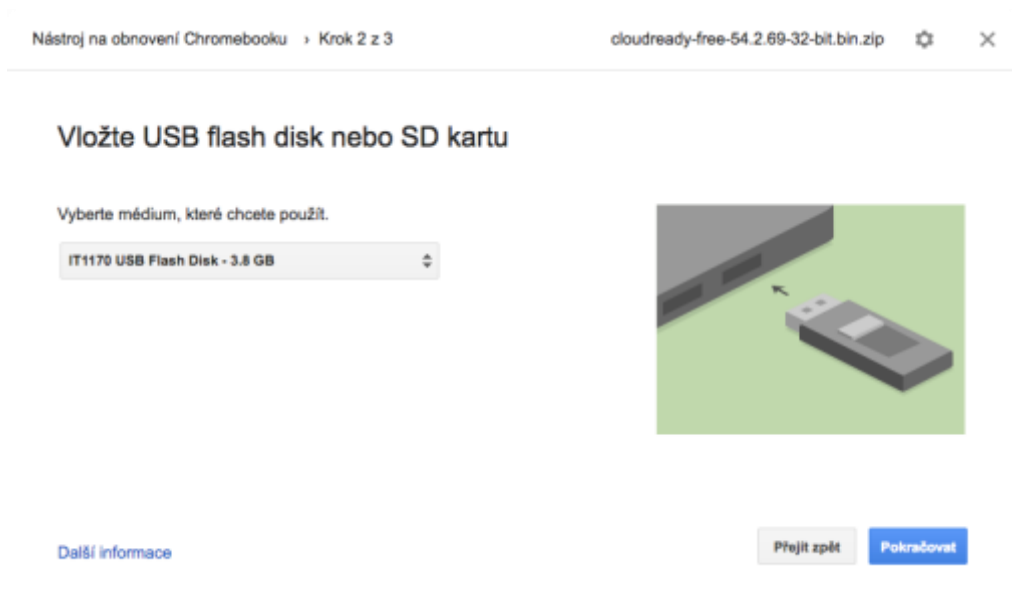 Nástroj na obnovení Chromebooku › Krok 2 z 3 cloudready-free-54.2.69-32-bit.bin.zip
Vložte USB flash disk nebo SD kartu
Vyberte médium, které chcete použít.
IT1170 USB Flash Disk - 3.8 GB
Další informace Přejít zpět Pokračovat